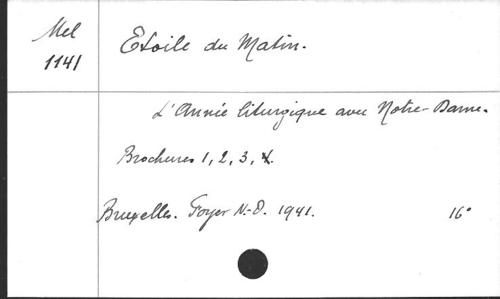 Mel
1141
Etoile du Matin.
L'Année liturgique avec Notre-Dame.
Brochures 1, 2, 3, 4.
Bruxelles. Foyer N.-D. 1941. 16°